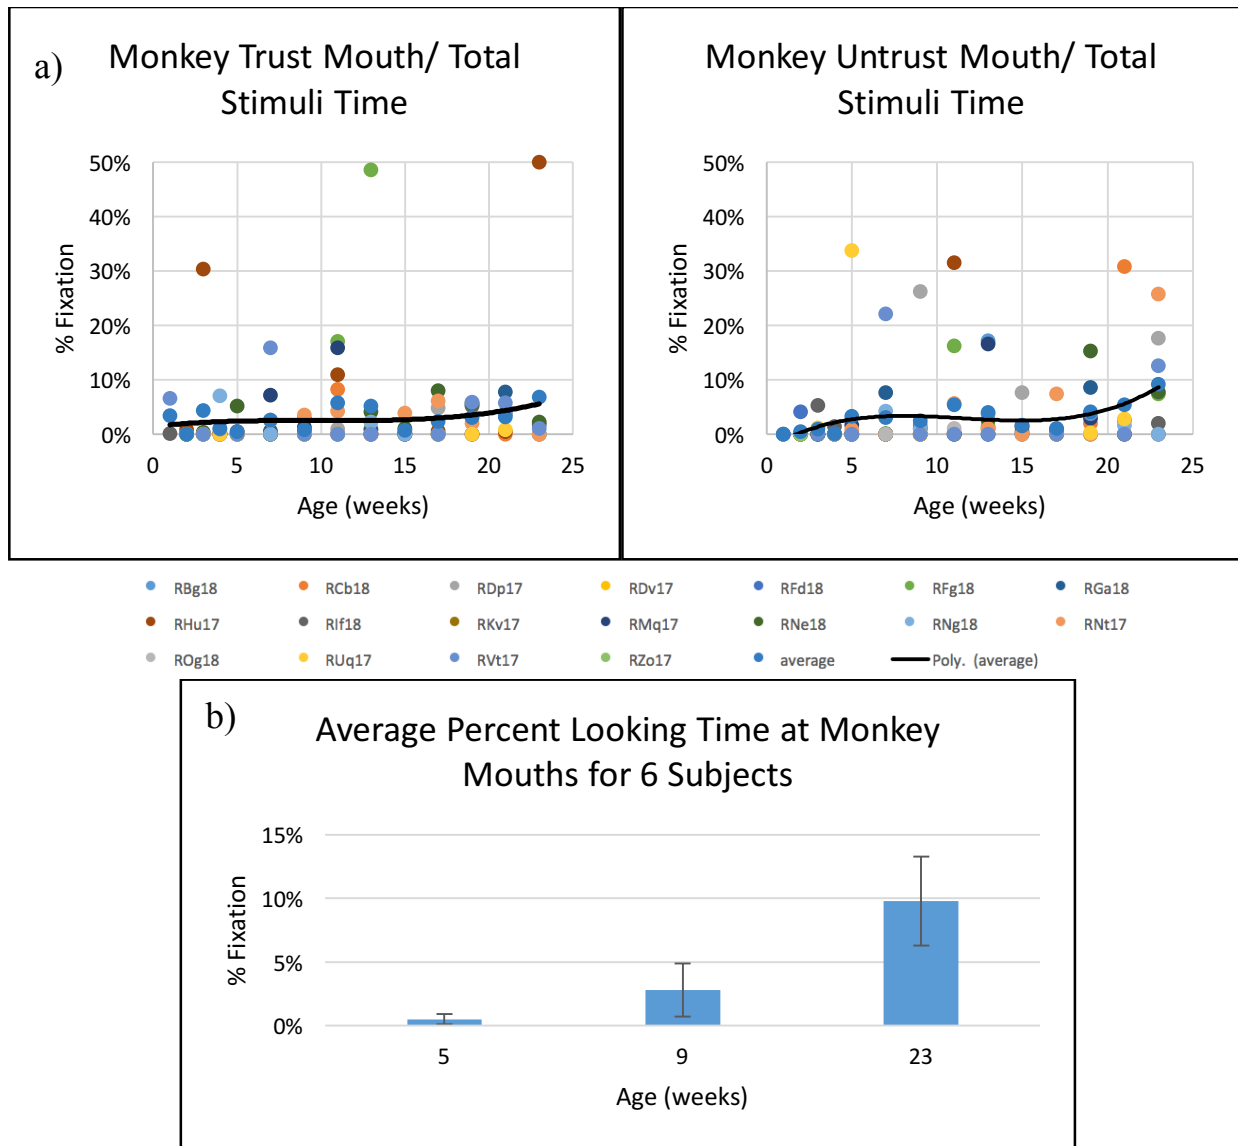 a)
Monkey Trust Mouth/ Total
Stimuli Time
50%
40%
30%
20%
10%
0%
% Fixation
0 5 10 15 20 25
Age (weeks)
Monkey Untrust Mouth/ Total
Stimuli Time
50%
40%
30%
20%
10%
0%
% Fixation
0 5 10 15 20 25
Age (weeks)
RBg18 RCb18 RDp17 RDv17 RFd18 RFg18 RGa18
RHu17 RIf18 RKv17 RMq17 RNe18 RNg18 RNt17
ROg18 RUq17 RVt17 RZo17 average Poly. (average)
b)
Average Percent Looking Time at Monkey
Mouths for 6 Subjects
15%
10%
5%
0%
% Fixation
5 9 23
Age (weeks)